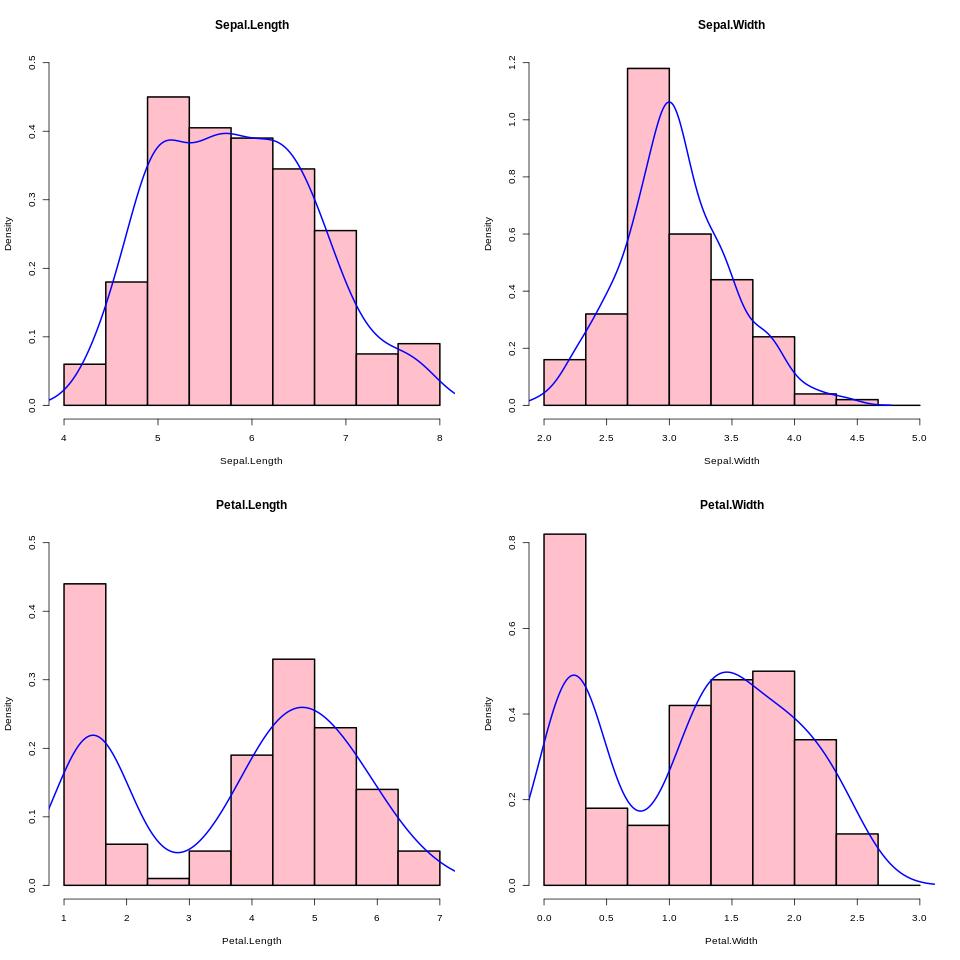 Sepal.Length
Density
0.0 0.1 0.2 0.3 0.4 0.5
4 5 6 7 8
Sepal.Length
Sepal.Width
Density
0.0 0.2 0.4 0.6 0.8 1.0 1.2
2.0 2.5 3.0 3.5 4.0 4.5 5.0
Sepal.Width
Petal.Length
Density
0.0 0.1 0.2 0.3 0.4 0.5
1 2 3 4 5 6 7
Petal.Length
Petal.Width
Density
0.0 0.2 0.4 0.6 0.8
0.0 0.5 1.0 1.5 2.0 2.5 3.0
Petal.Width